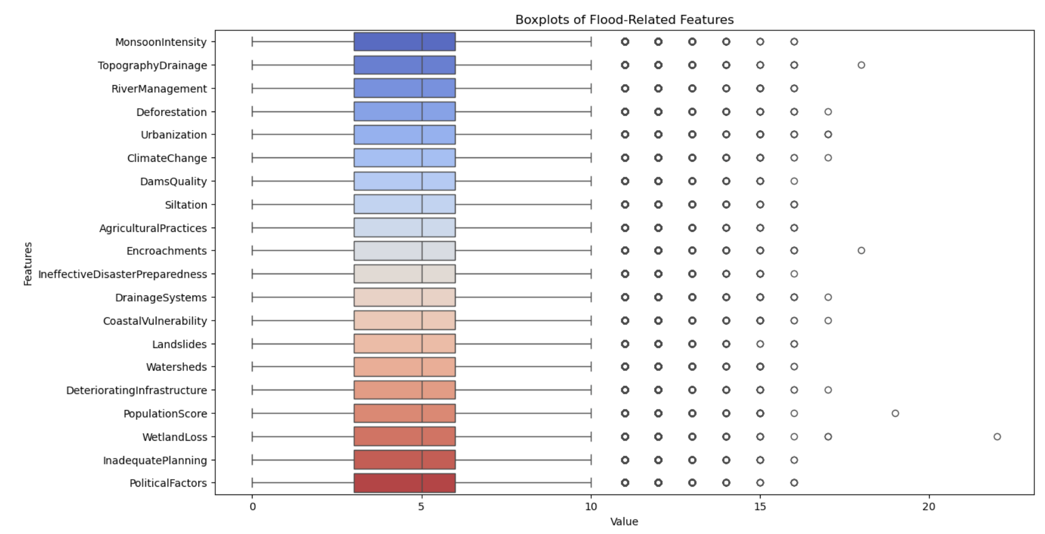 Boxplots of Flood-Related Features
Features
MonsoonIntensity
TopographyDrainage
RiverManagement
Deforestation
Urbanization
ClimateChange
DamsQuality
Siltation
AgriculturalPractices
Encroachments
IneffectiveDisasterPreparedness
DrainageSystems
CoastalVulnerability
Landslides
Watersheds
DeterioratingInfrastructure
PopulationScore
WetlandLoss
InadequatePlanning
PoliticalFactors
0 5 10 15 20
Value